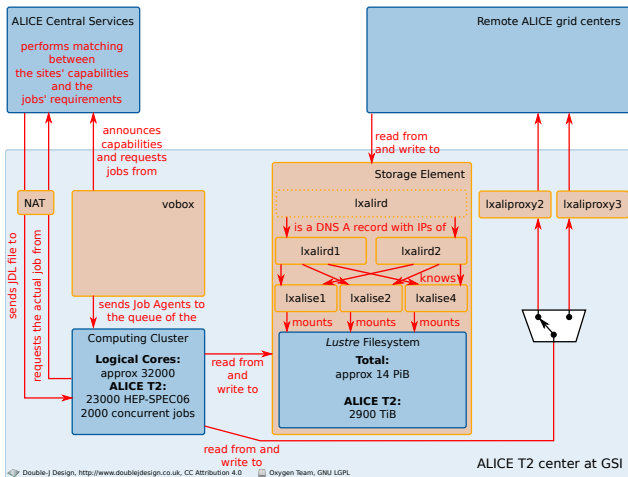 ALICE Central Services
performs matching
between
the sites' capabilities
and the
jobs' requirements
Remote ALICE grid centers
announces
capabilities
and requests
jobs from
read from
and write to
Storage Element
lxalird
NAT
vobox
lxaliproxy2
lxaliproxy3
is a DNS A record with IPs of
lxalird1
lxalird2
knows
sends JDL file to
requests the actual job from
lxalise1
lxalise2
lxalise4
sends Job Agents to
the queue of the
mounts
mounts
mounts
Computing Cluster
Logical Cores:
approx 32000
ALICE T2:
23000 HEP-SPEC06
2000 concurrent jobs
read from
and
write to
Lustre Filesystem
Total:
approx 14 PiB
ALICE T2:
2900 TiB
read from and
write to
ALICE T2 center at GSI
Double-J Design, http://www.doublejdesign.co.uk, CC Attribution 4.0
Oxygen Team, GNU LGPL